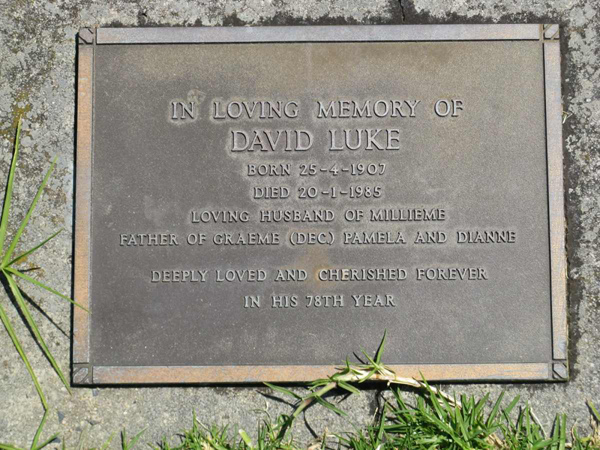 IN LOVING MEMORY OF
DAVID LUKE
BORN 25-4-1907
DIED 20-1-1985
LOVING HUSBAND OF MILLIEME
FATHER OF GRAEME (DEC) PAMELA AND DIANNE
DEEPLY LOVED AND CHERISHED FOREVER
IN HIS 78TH YEAR